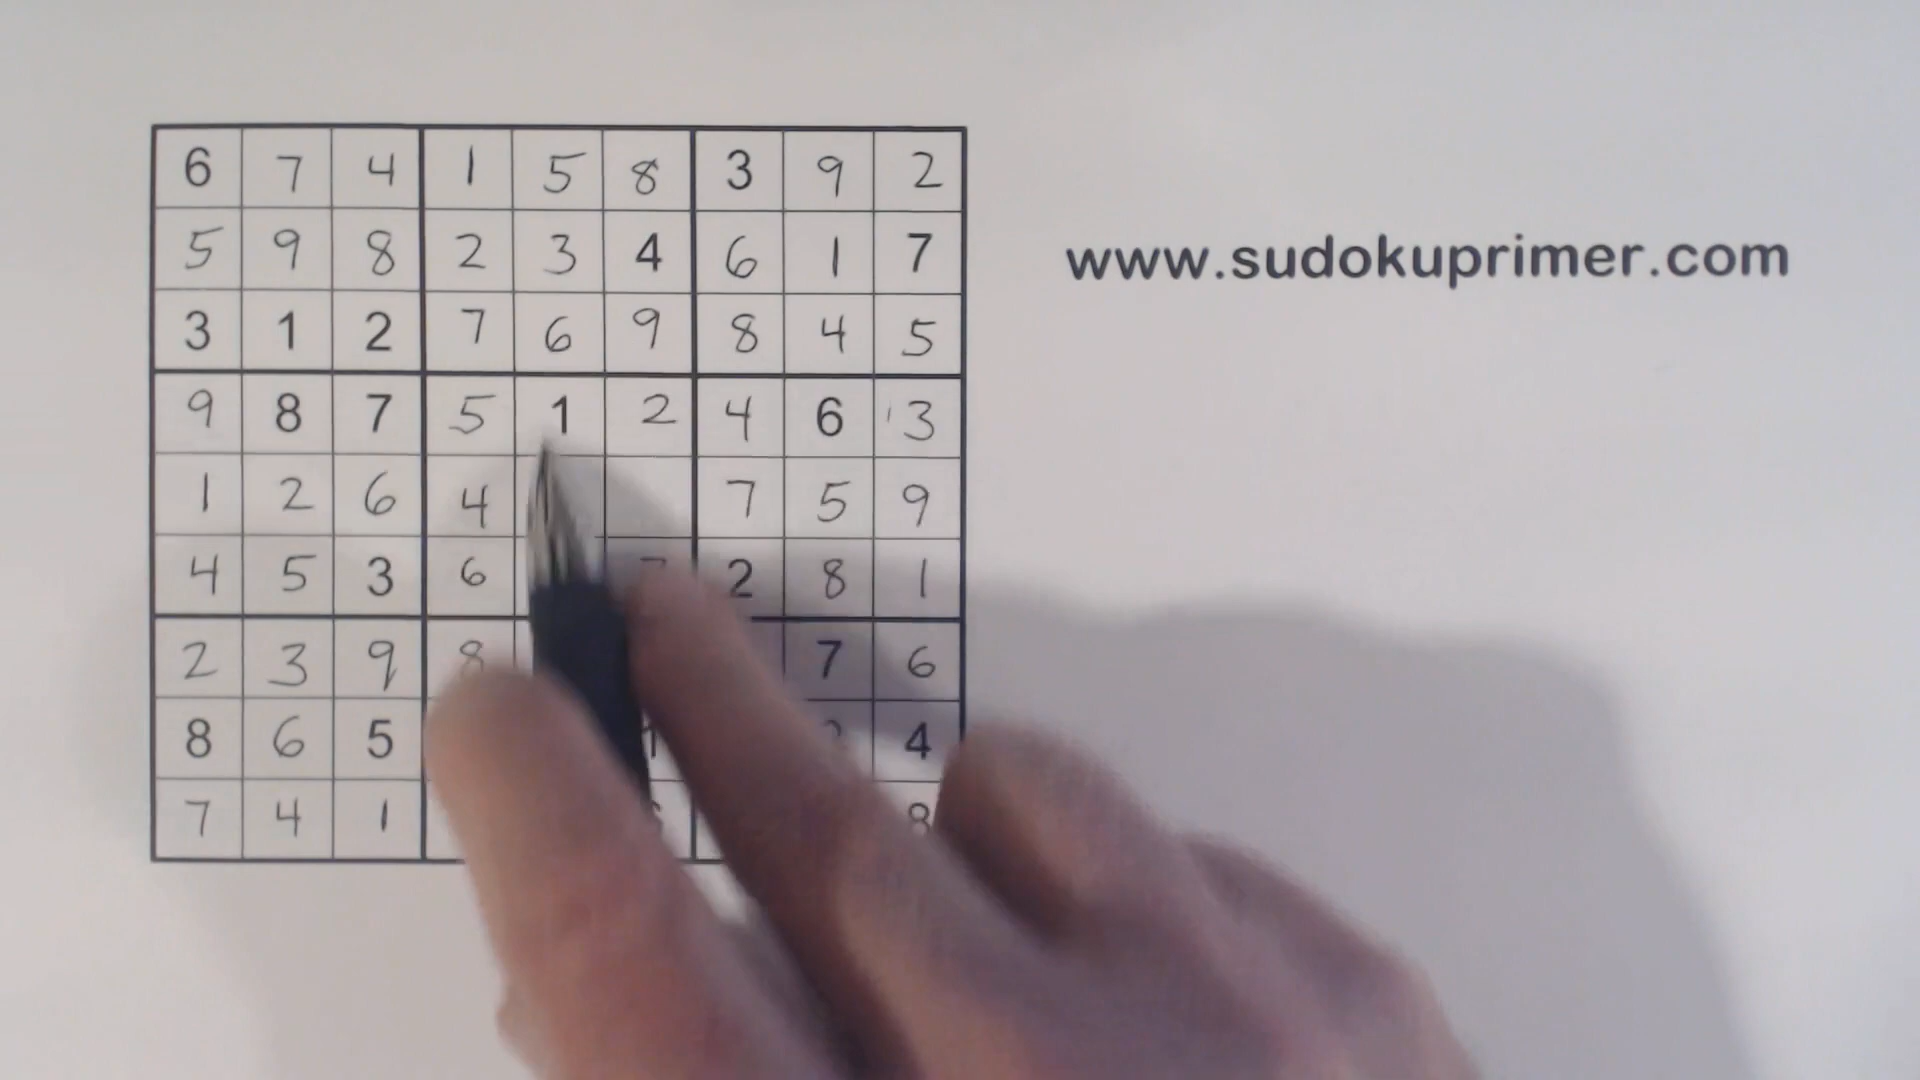 6 7 4 1 5 8 3 9 2
5 9 8 2 3 4 6 1 7
www.sudokuprimer.com
3 1 2 7 6 9 8 4 5
9 8 7 5 1 2 4 6 3
1 2 6 4 7 5 9
4 5 3 6 2 8 1
2 3 9 8 7 6
8 6 5 4
7 4 1 8